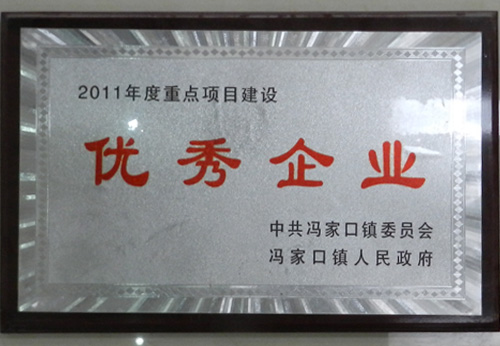 2011年度重点项目建设
优秀企业
中共冯家口镇委员会
冯家口镇人民政府